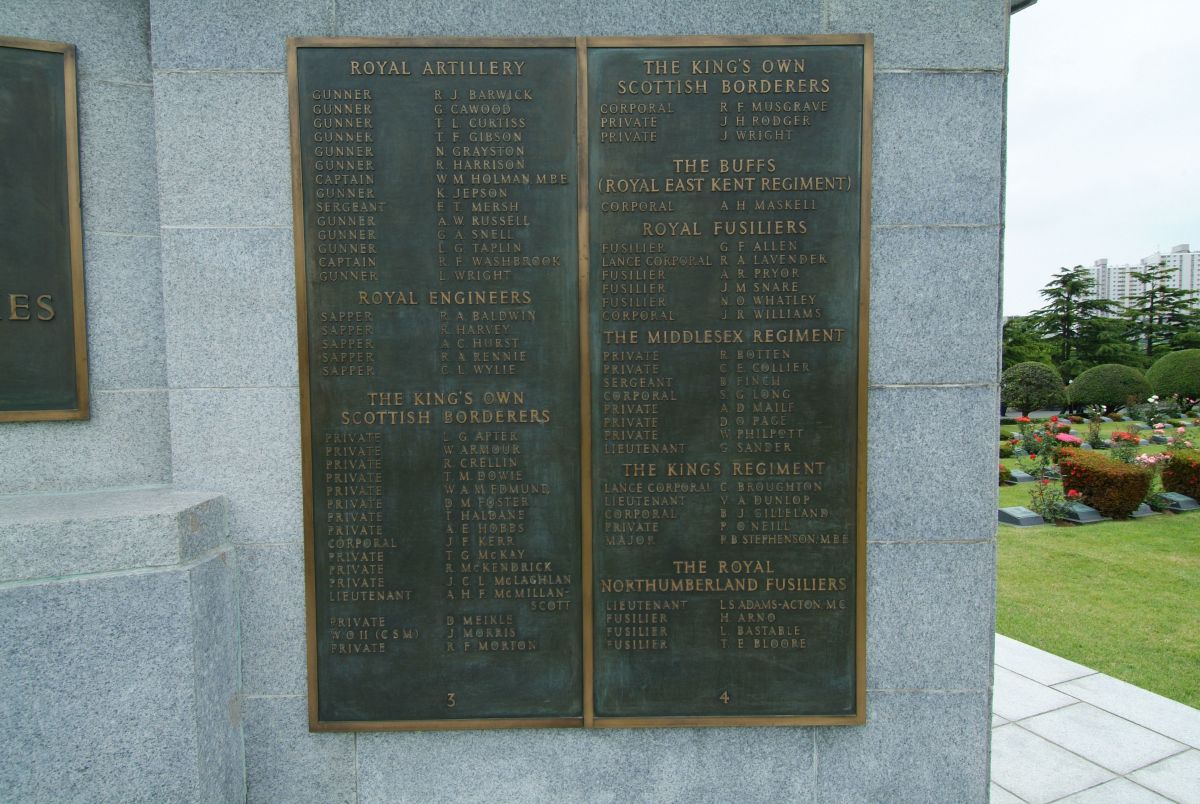 IES
ROYAL ARTILLERY
GUNNER R. J. BARWICK
GUNNER G. CAWOOD
GUNNER T. L. CURTISS
GUNNER T. F. GIBSON
GUNNER N. GRAYSTON
GUNNER R. HARRISON
CAPTAIN W. M. HOLMAN, M.B.E
GUNNER K. JEPSON
SERGEANT E. T. MERSH
GUNNER A. W. RUSSELL
GUNNER G. A. SNELL
GUNNER L. G. TAPLIN
CAPTAIN R. F. WASHBROOK
GUNNER L. WRIGHT
ROYAL ENGINEERS
SAPPER R. A. BALDWIN
SAPPER R. HARVEY
SAPPER A. C. HURST
SAPPER R. A. RENNIE
SAPPER C. L. WYLIE
THE KING'S OWN
SCOTTISH BORDERERS
PRIVATE L. G. APTER
PRIVATE W. ARMOUR
PRIVATE R. CRELLIN
PRIVATE T. M. DOWIE
PRIVATE W. A. M. EDMUND
PRIVATE D. M. FOSTER
PRIVATE T. HALDANE
PRIVATE A. E. HOBBS
CORPORAL J. F. KERR
PRIVATE T. G. McKAY
PRIVATE R. McKENDRICK
PRIVATE J. C. L. McLAGHLAN
LIEUTENANT A. H. F. McMILLAN-
SCOTT
PRIVATE D. MEIKLE
W O II (C S M) J. MORRIS
PRIVATE R. F. MORTON
3
THE KING'S OWN
SCOTTISH BORDERERS
CORPORAL R. F. MUSGRAVE
PRIVATE J. H. RODGER
PRIVATE J. WRIGHT
THE BUFFS
(ROYAL EAST KENT REGIMENT)
CORPORAL A. H. MASKELL
ROYAL FUSILIERS
FUSILIER G. F. ALLEN
LANCE CORPORAL R. A. LAVENDER
FUSILIER A. R. PRYOR
FUSILIER J. M. SNARE
FUSILIER N. O. WHATLEY
CORPORAL J. R. WILLIAMS
THE MIDDLESEX REGIMENT
PRIVATE R. BOTTEN
PRIVATE C. E. COLLIER
SERGEANT B. FINCH
CORPORAL S. G. LONG
PRIVATE A. D. MAILE
PRIVATE D. O. PAGE
PRIVATE W. PHILPOTT
LIEUTENANT G. SANDER
THE KINGS REGIMENT
LANCE CORPORAL C. BROUGHTON
LIEUTENANT V. A. DUNLOP
CORPORAL B. J. GILLELAND
PRIVATE P. O'NEILL
MAJOR P. B. STEPHENSON, M.B.E
THE ROYAL
NORTHUMBERLAND FUSILIERS
LIEUTENANT L. S. ADAMS-ACTON, M.C
FUSILIER H. ARNO
FUSILIER L. BASTABLE
FUSILIER T. E. BLOORE
4